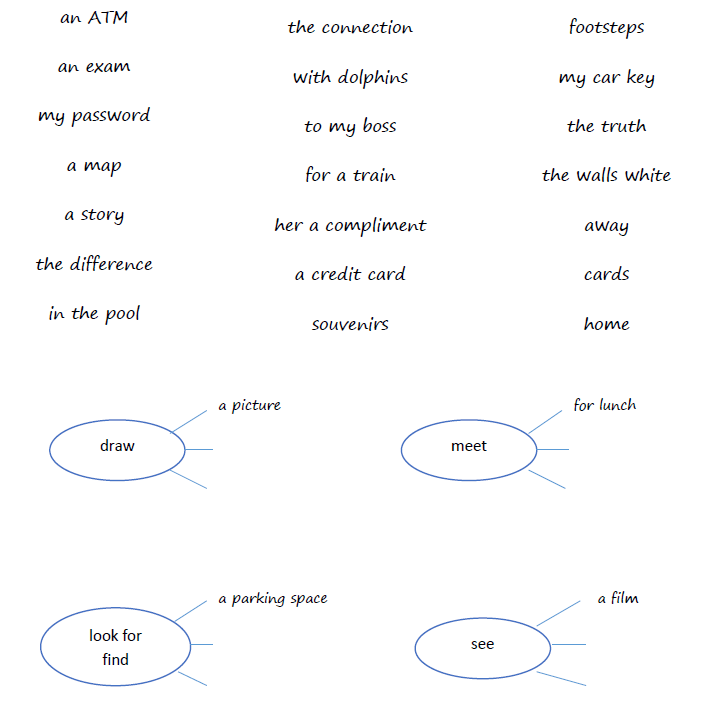 an ATM
an exam
my password
a map
a story
the difference
in the pool
the connection
with dolphins
to my boss
for a train
her a compliment
a credit card
souvenirs
footsteps
my car key
the truth
the walls white
away
cards
home
a picture
draw
for lunch
meet
a parking space
look for
find
a film
see